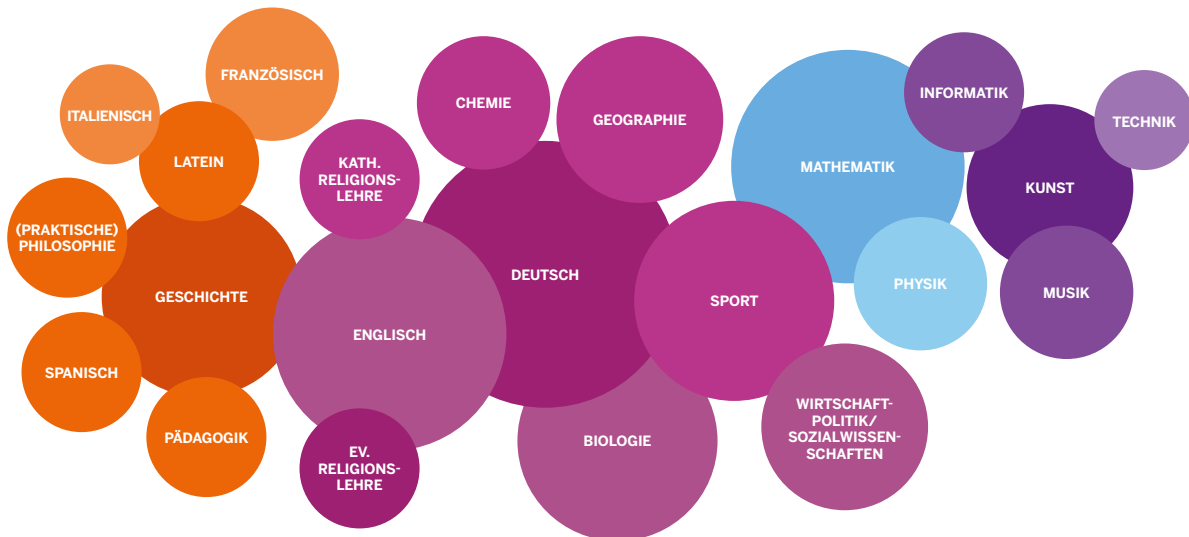 FRANZÖSISCH
ITALIENISCH
LATEIN
(PRAKTISCHE)
PHILOSOPHIE
GESCHICHTE
SPANISCH
PÄDAGOGIK
KATH.
RELIGIONS-
LEHRE
ENGLISCH
EV.
RELIGIONS-
LEHRE
CHEMIE
GEOGRAPHIE
DEUTSCH
SPORT
BIOLOGIE
MATHEMATIK
PHYSIK
WIRTSCHAFT-
POLITIK/
SOZIALWISSEN-
SCHAFTEN
INFORMATIK
TECHNIK
KUNST
MUSIK